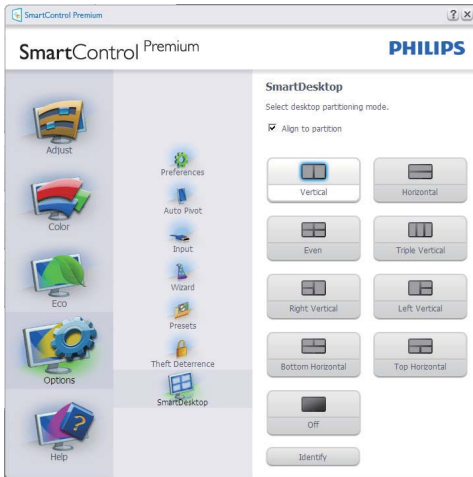 SmartControl Premium
SmartControl Premium
PHILIPS
Adjust
Color
Eco
Options
Help
Preferences
Auto Pivot
Input
Wizard
Presets
Theft Deterrence
SmartDesktop
SmartDesktop
Select desktop partitioning mode.
Align to partition
Vertical
Horizontal
Even
Triple Vertical
Right Vertical
Left Vertical
Bottom Horizontal
Top Horizontal
Off
Identify